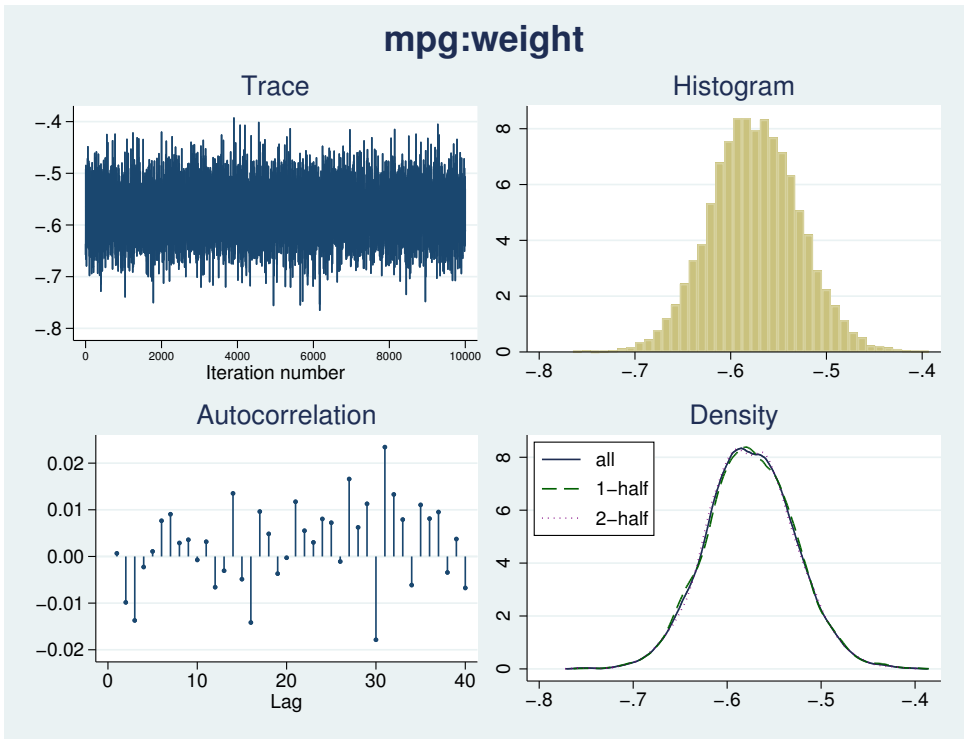 mpg:weight
Trace
−.4
−.5
−.6
−.7
−.8
0 2000 4000 6000 8000 10000
Iteration number
Histogram
8
6
4
2
0
−.8 −.7 −.6 −.5 −.4
Autocorrelation
0.02
0.01
0.00
−0.01
−0.02
0 10 20 30 40
Lag
Density
all
1−half
2−half
8
6
4
2
0
−.8 −.7 −.6 −.5 −.4